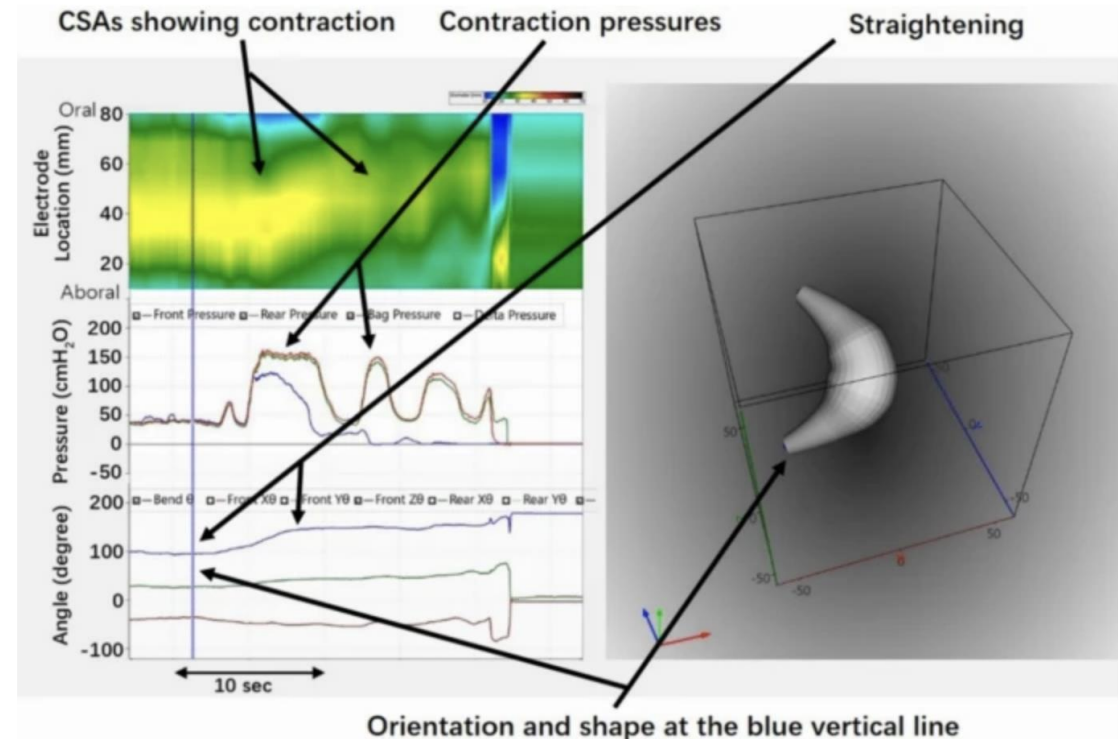 CSAs showing contraction
Contraction pressures
Straightening
Oral
80
60
40
20
Electrode
Location (mm)
Aboral
Front Pressure
Rear Pressure
Bag Pressure
Delta Pressure
200
150
100
50
0
-50
Pressure (cmH2O)
200
100
0
-100
Angle (degree)
Bend θ
Front Xθ
Front Yθ
Front Zθ
Rear Xθ
Rear Yθ
10 sec
50
-50
-50
50
-50
Orientation and shape at the blue vertical line